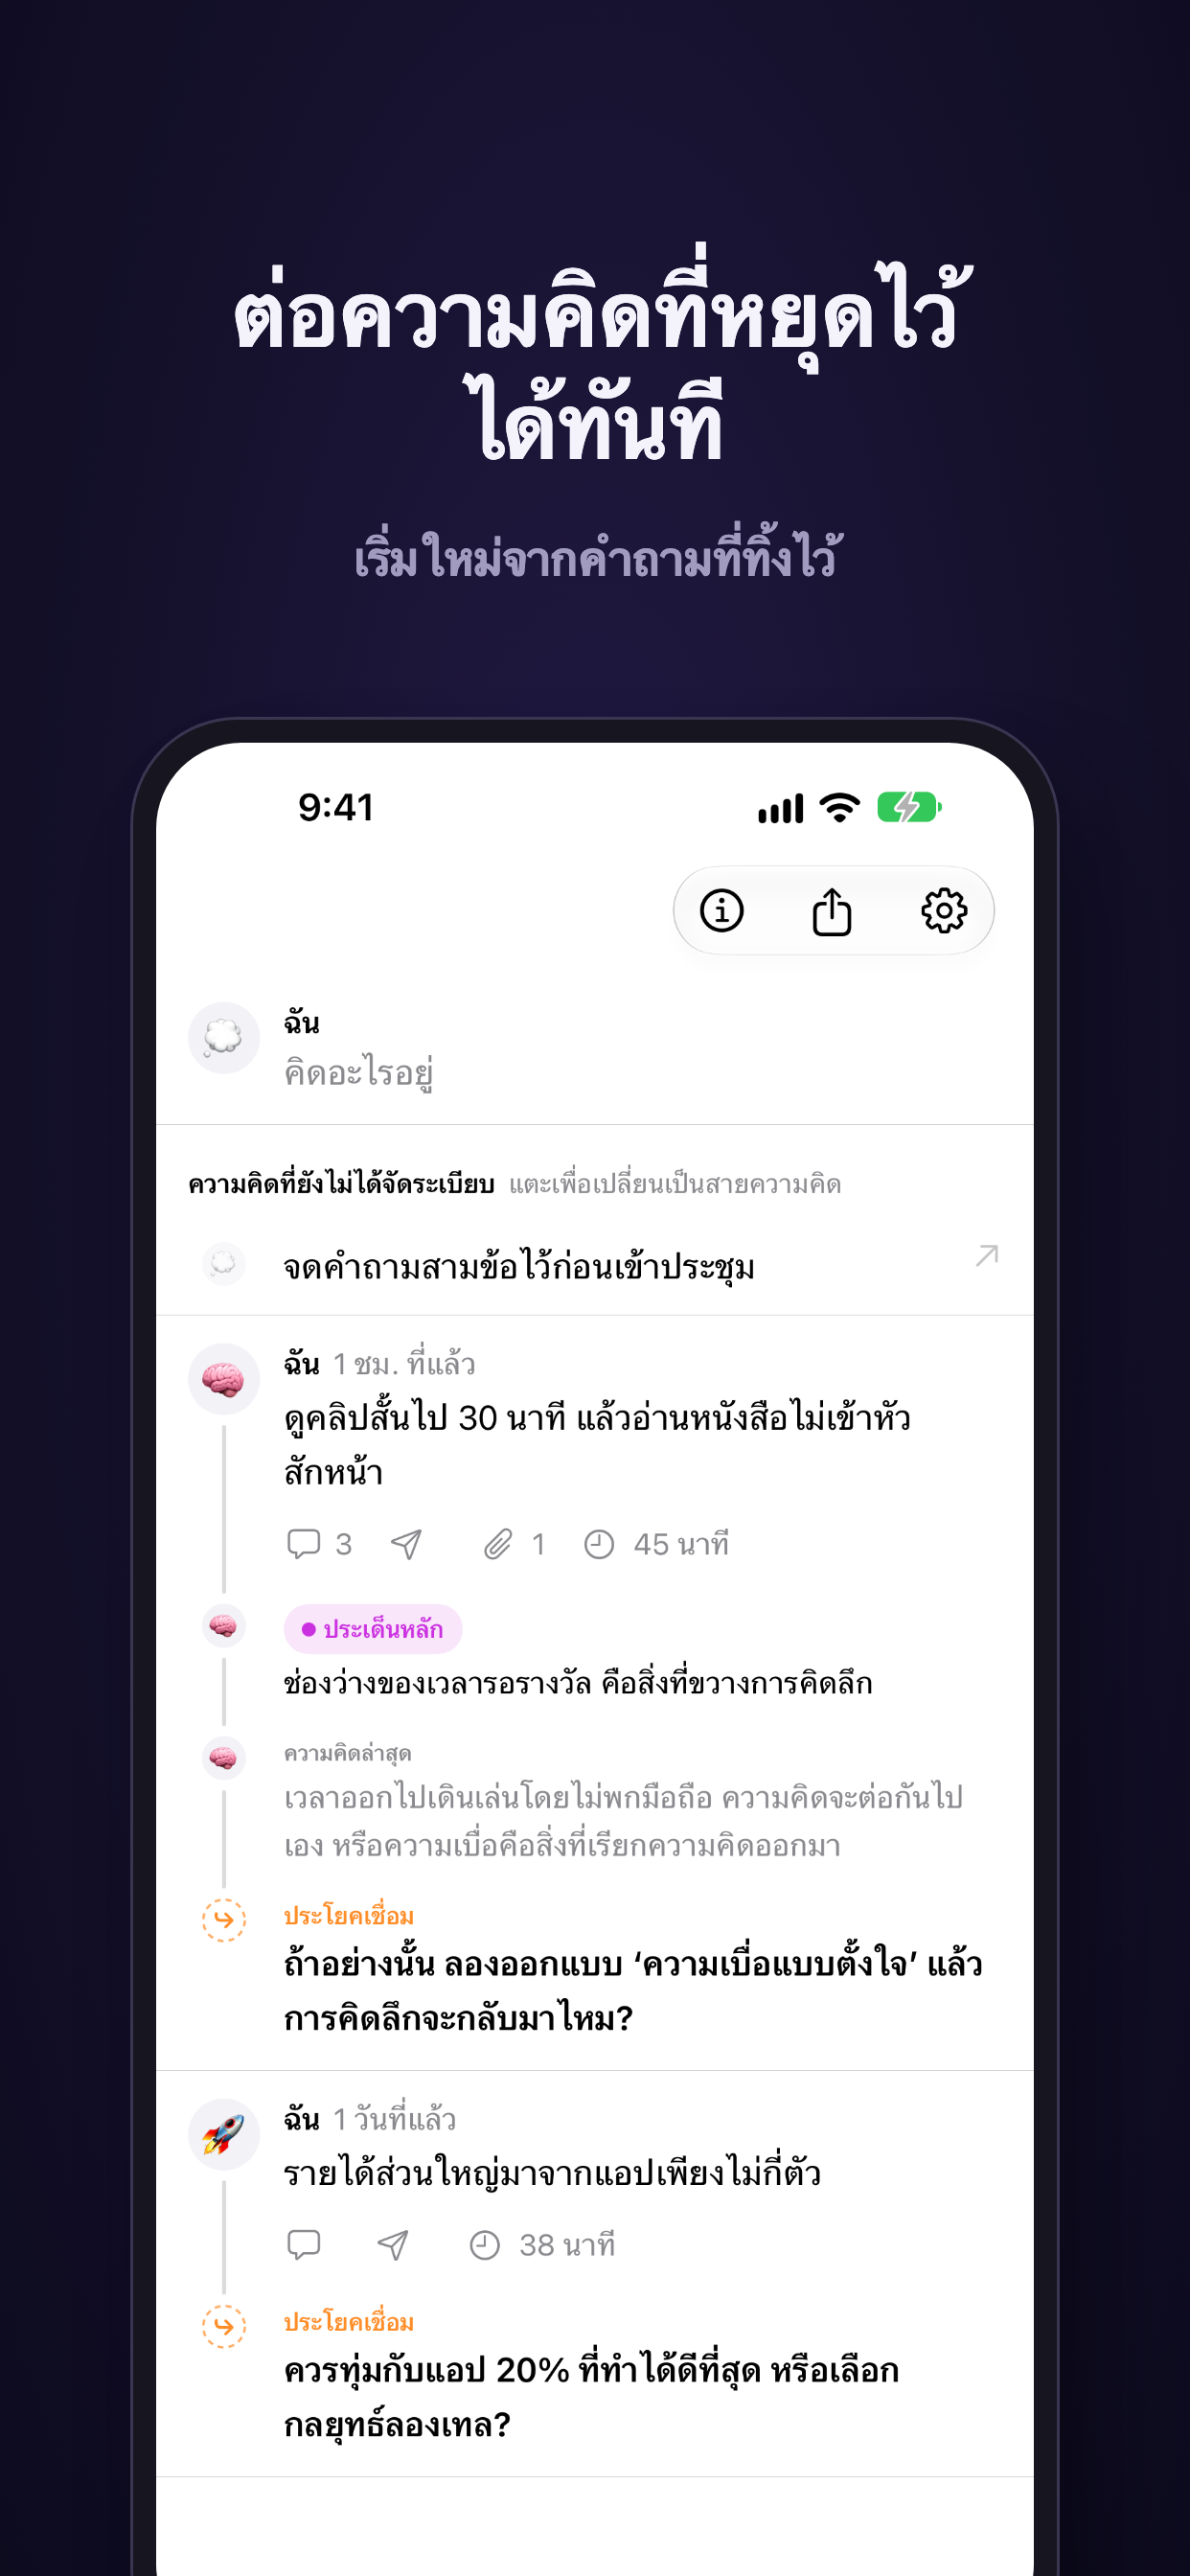 ต่อความคิดที่หยุดไว้
ได้ทันที
เริ่มใหม่จากคำถามที่ทิ้งไว้
9:41
ฉัน
คิดอะไรอยู่
ความคิดที่ยังไม่ได้จัดระเบียบ แตะเพื่อเปลี่ยนเป็นสายความคิด
จดคำถามสามข้อไว้ก่อนเข้าประชุม
ฉัน 1 ชม. ที่แล้ว
ดูคลิปสั้นไป 30 นาที แล้วอ่านหนังสือไม่เข้าหัว
สักหน้า
3 1 45 นาที
ประเด็นหลัก
ช่องว่างของเวลารอรางวัล คือสิ่งที่ขวางการคิดลึก
ความคิดล่าสุด
เวลาออกไปเดินเล่นโดยไม่พกมือถือ ความคิดจะต่อกันไป
เอง หรือความเบื่อคือสิ่งที่เรียกความคิดออกมา
ประโยคเชื่อม
ถ้าอย่างนั้น ลองออกแบบ ‘ความเบื่อแบบตั้งใจ’ แล้ว
การคิดลึกจะกลับมาไหม?
ฉัน 1 วันที่แล้ว
รายได้ส่วนใหญ่มาจากแอปเพียงไม่กี่ตัว
38 นาที
ประโยคเชื่อม
ควรทุ่มกับแอป 20% ที่ทำได้ดีที่สุด หรือเลือก
กลยุทธ์ลองเทล?